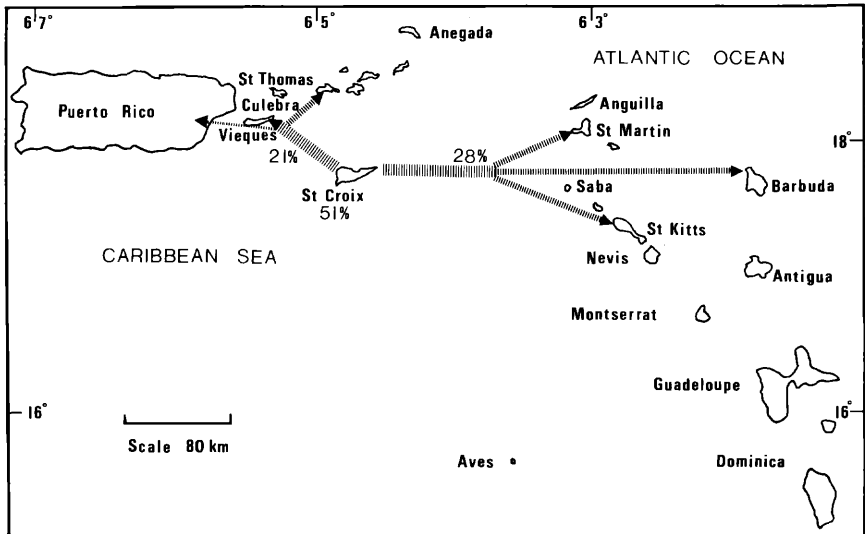 67°
65°
63°
Anegada
ATLANTIC OCEAN
St Thomas
Culebra
Anguilla
Puerto Rico
St Martin
Vieques
18°
21%
28%
Saba
Barbuda
St Croix
51%
St Kitts
CARIBBEAN SEA
Nevis
Antigua
Montserrat
Guadeloupe
16°
16°
Scale 80 km
Aves
Dominica